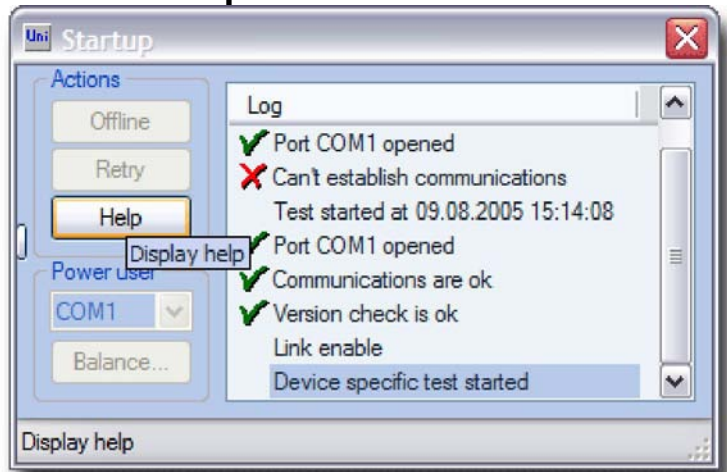 Uni Startup
Actions
Offline
Retry
Help
Display help
Power user
COM1
Balance...
Log
Port COM1 opened
Can't establish communications
Test started at 09.08.2005 15:14:08
Port COM1 opened
Communications are ok
Version check is ok
Link enable
Device specific test started
Display help